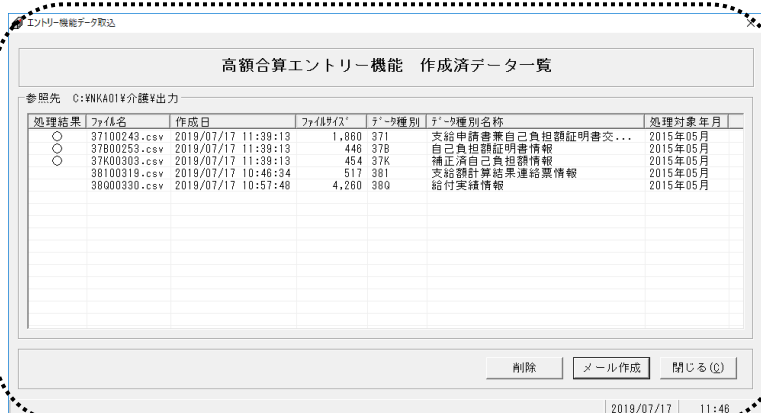 エントリー機能データ取込
高額合算エントリー機能　作成済データ一覧
参照先　C:¥NKA01¥介護¥出力
処理結果 ﾌｧｲﾙ名 作成日 ﾌｧｲﾙｻｲｽﾞ ﾃﾞｰﾀ種別 ﾃﾞｰﾀ種別名称 処理対象年月
○ 37100243.csv 2019/07/17 11:39:13 1,860 371 支給申請書兼自己負担額証明書交... 2015年05月
○ 37B00253.csv 2019/07/17 11:39:13 446 37B 自己負担額証明書情報 2015年05月
○ 37K00303.csv 2019/07/17 11:39:13 454 37K 補正済自己負担額情報 2015年05月
38100319.csv 2019/07/17 10:46:34 517 381 支給額計算結果連絡票情報 2015年05月
38Q00330.csv 2019/07/17 10:57:48 4,260 38Q 給付実績情報 2015年05月
削除 メール作成 閉じる(C)
2019/07/17 11:46